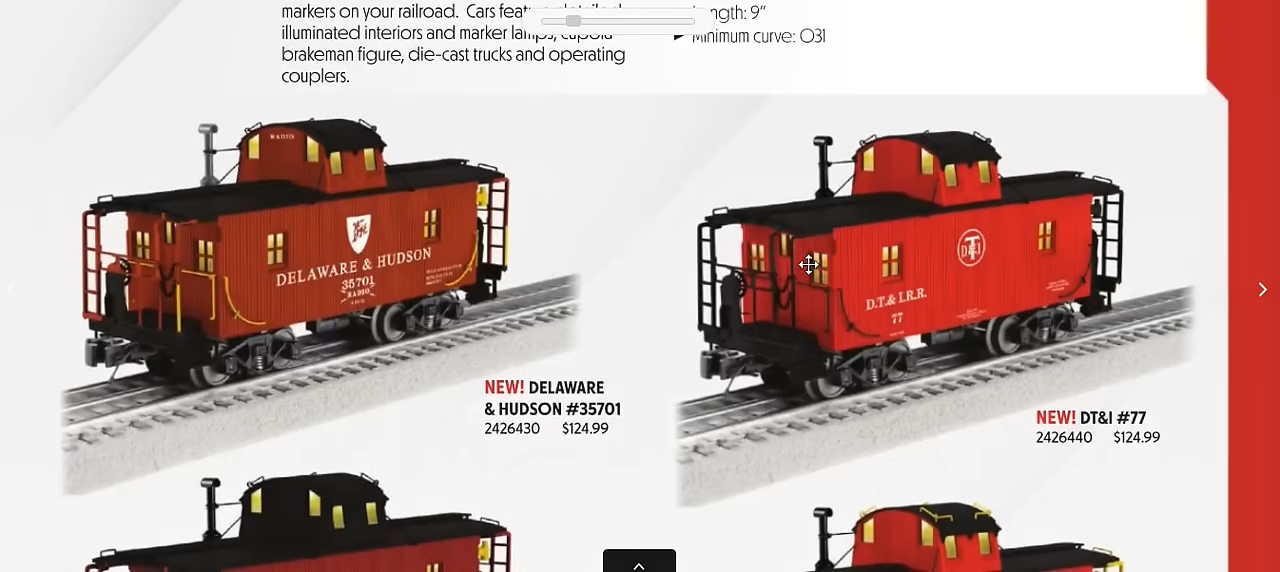 markers on your railroad. Cars
illuminated interiors and marker lamps, cupola
brakeman figure, die-cast trucks and operating
couplers.
Length: 9"
Minimum curve: O31
RADIO
DELAWARE & HUDSON
35701
RADIO
D.T.& I.R.R.
77
NEW! DELAWARE
& HUDSON #35701
2426430 $124.99
NEW! DT&I #77
2426440 $124.99